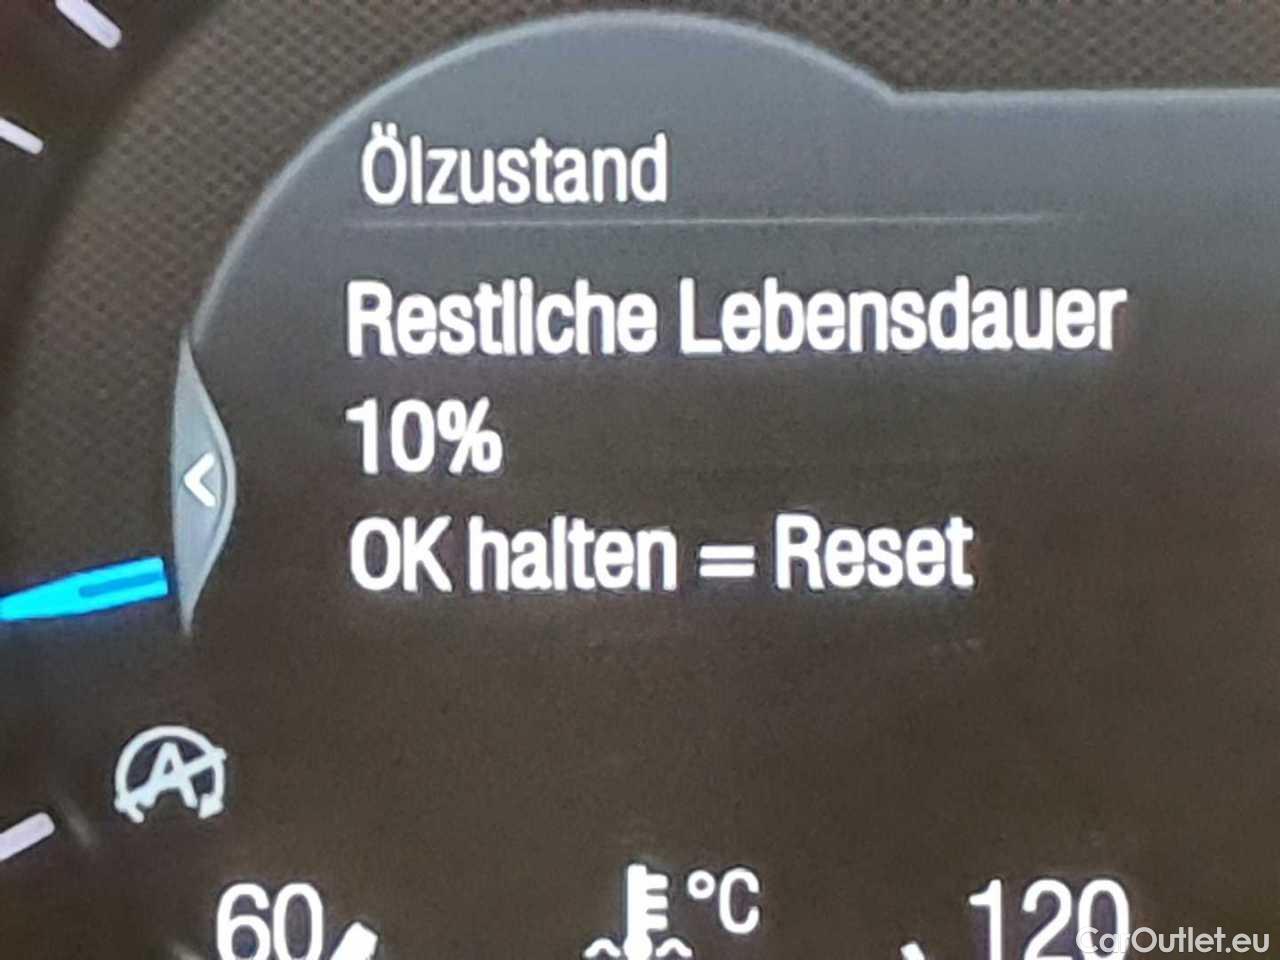 Ölzustand
Restliche Lebensdauer
10%
OK halten = Reset
A
60
°C
120
CarOutlet.eu